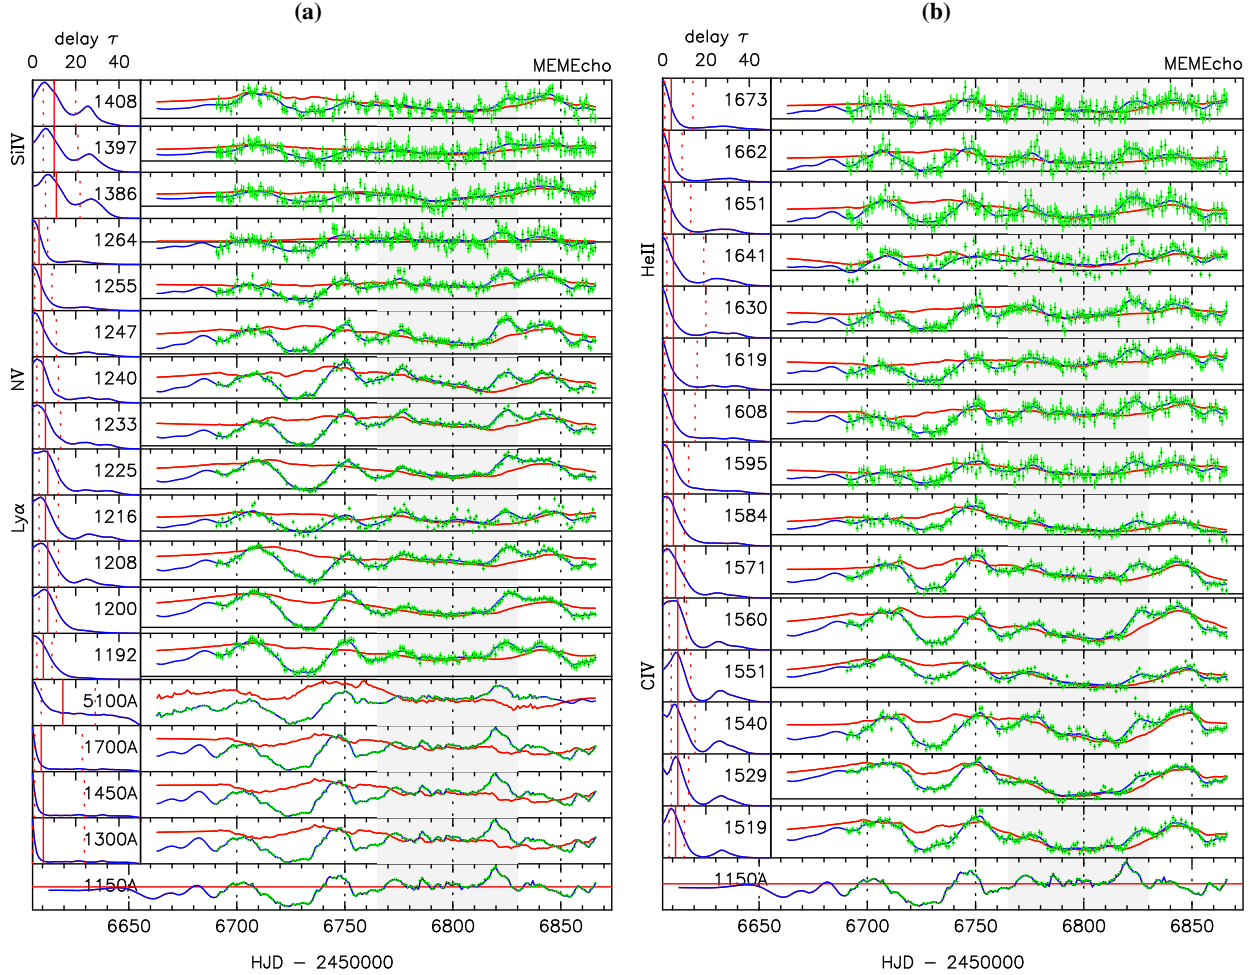 (a)
(b)
delay τ
0 20 40
MEMEcho
1408
1397
SiIV
1386
1264
1255
1247
NV
1240
1233
1225
Lyα
1216
1208
1200
1192
5100A
1700A
1450A
1300A
1150A
6650 6700 6750 6800 6850
HJD − 2450000
delay τ
0 20 40
MEMEcho
1673
1662
1651
HeII
1641
1630
1619
1608
1595
1584
1571
1560
CIV
1551
1540
1529
1519
1150A
6650 6700 6750 6800 6850
HJD − 2450000